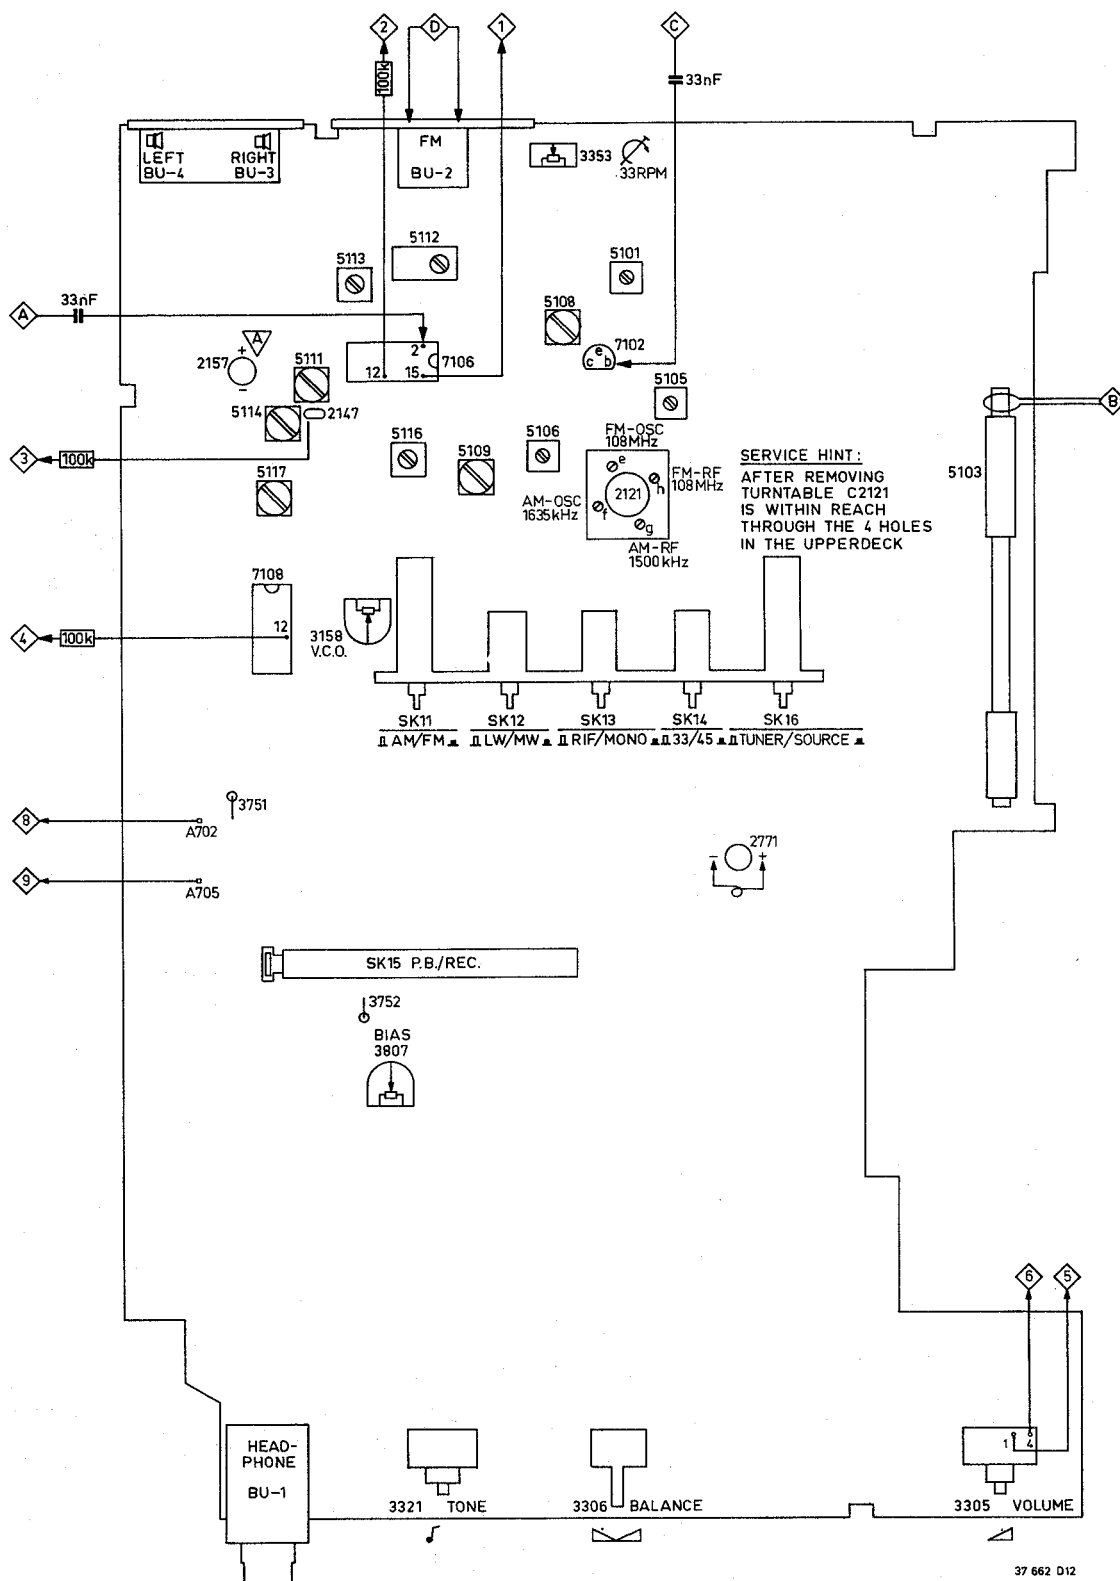 2
D
1
C
100k
33nF
LEFT
BU-4
RIGHT
BU-3
FM
BU-2
3353
33RPM
5112
5113
5101
A
33nF
5108
A
2157
+
-
2
7106
12
15
e
c b
7102
5111
5105
5114
2147
B
3
100k
5116
5109
5106
FM-OSC
108MHz
e
FM-RF
108MHz
h
2121
AM-OSC
1635kHz
f
g
AM-RF
1500kHz
SERVICE HINT:
AFTER REMOVING
TURNTABLE C2121
IS WITHIN REACH
THROUGH THE 4 HOLES
IN THE UPPERDECK
5103
5117
7108
12
4
100k
3158
V.C.O.
SK11
AM/FM
SK12
LW/MW
SK13
RIF/MONO
SK14
33/45
SK16
TUNER/SOURCE
3751
8
A702
2771
- +
9
A705
SK15 P.B./REC.
3752
BIAS
3807
6
5
HEAD-
PHONE
BU-1
1
4
3321 TONE
3306 BALANCE
3305 VOLUME
37 662 D12